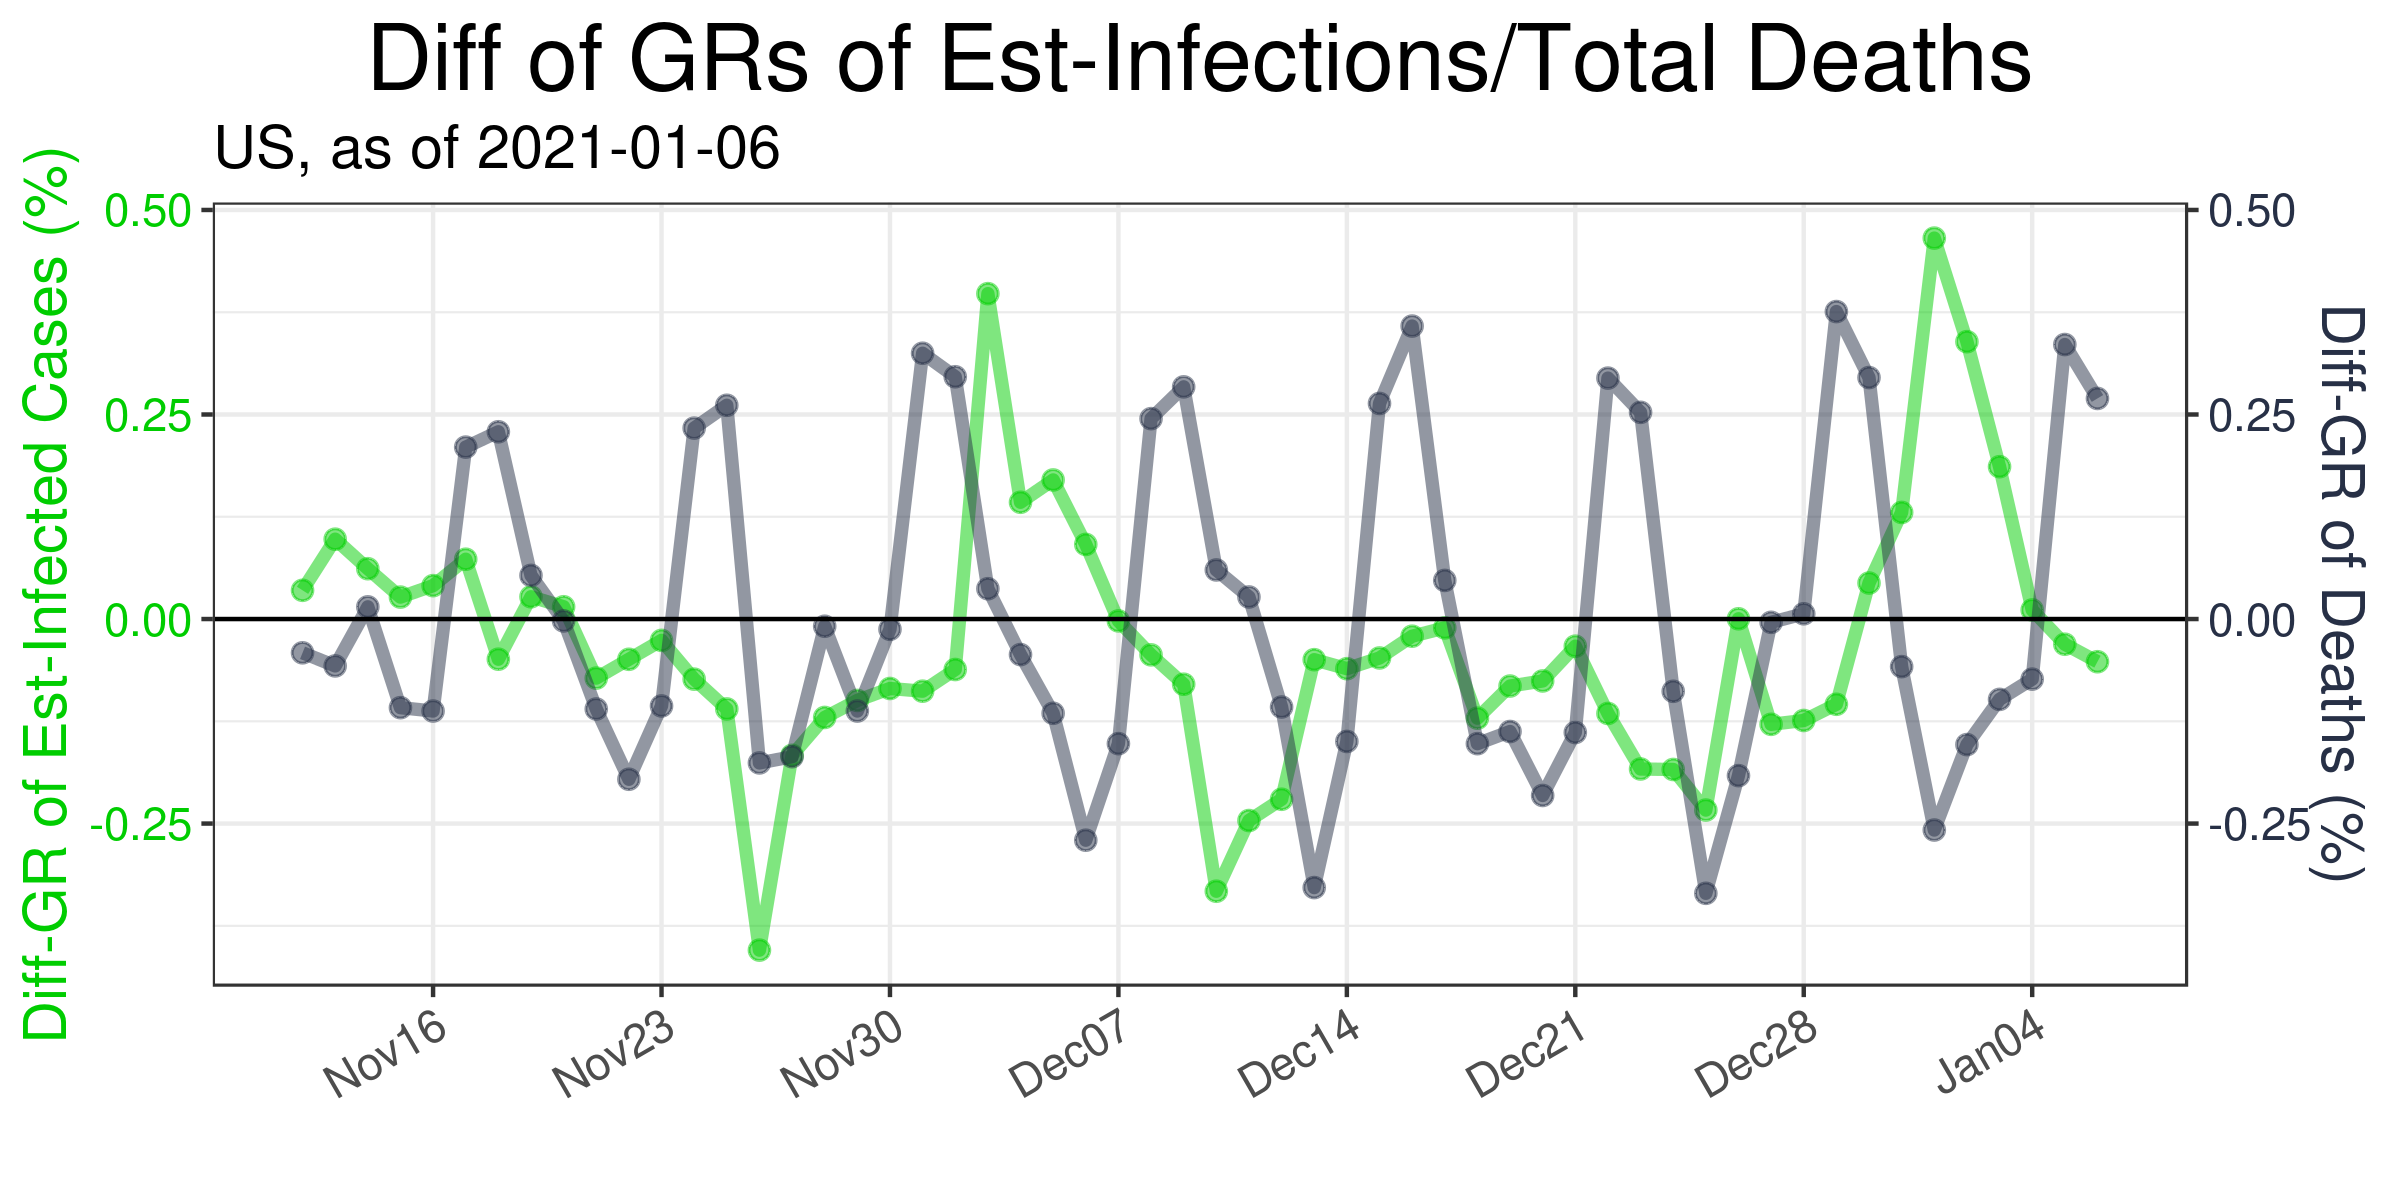 Diff of GRs of Est-Infections/Total Deaths
US, as of 2021-01-06
Diff-GR of Est-Infected Cases (%)
0.50
0.25
0.00
-0.25
0.50
0.25
0.00
-0.25
Diff-GR of Deaths (%)
Nov16
Nov23
Nov30
Dec07
Dec14
Dec21
Dec28
Jan04